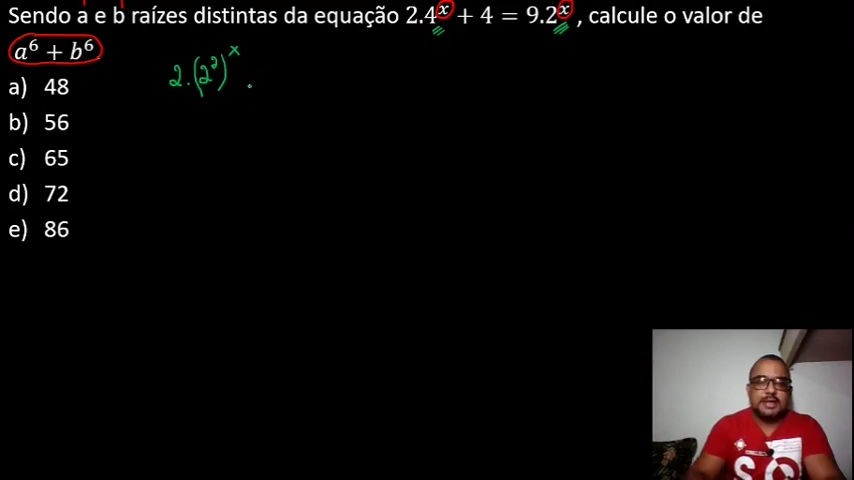 Sendo a e b raízes distintas da equação 2.4^x + 4 = 9.2^x , calcule o valor de
a^6 + b^6
a) 48
2.(2^2)^x
b) 56
c) 65
d) 72
e) 86